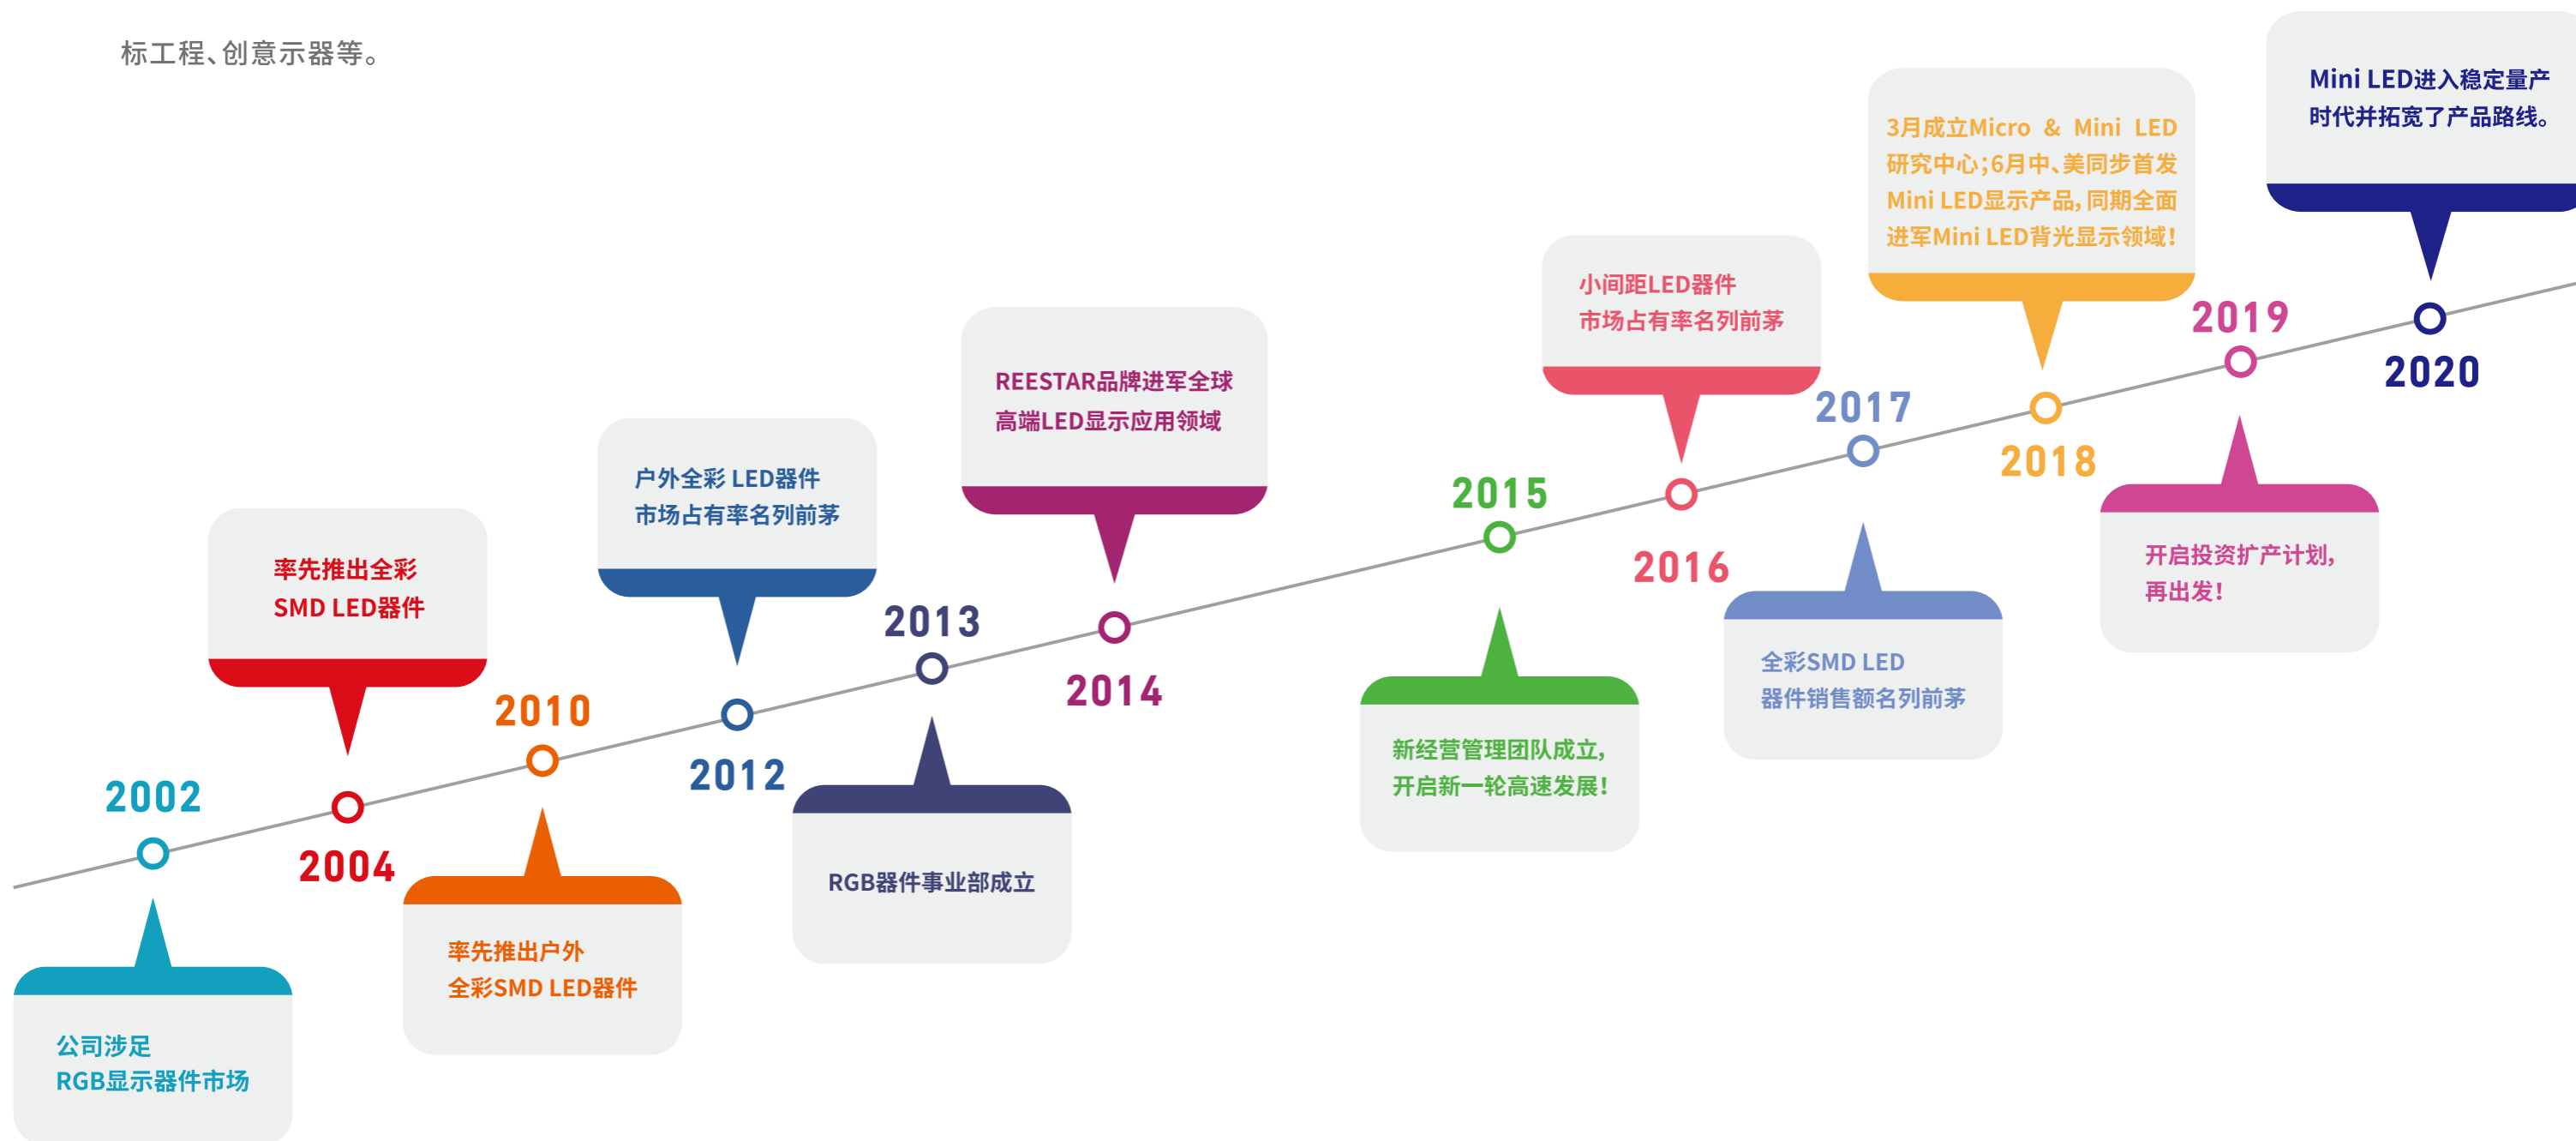 标工程、创意示器等。
2002
公司涉足
RGB显示器件市场
率先推出全彩
SMD LED器件
2004
2010
率先推出户外
全彩SMD LED器件
户外全彩 LED器件
市场占有率名列前茅
2012
2013
RGB器件事业部成立
REESTAR品牌进军全球
高端LED显示应用领域
2014
2015
新经营管理团队成立,
开启新一轮高速发展!
小间距LED器件
市场占有率名列前茅
2016
2017
全彩SMD LED
器件销售额名列前茅
3月成立Micro & Mini LED
研究中心;6月中、美同步首发
Mini LED显示产品,同期全面
进军Mini LED背光显示领域!
2018
2019
开启投资扩产计划,
再出发!
Mini LED进入稳定量产
时代并拓宽了产品路线。
2020